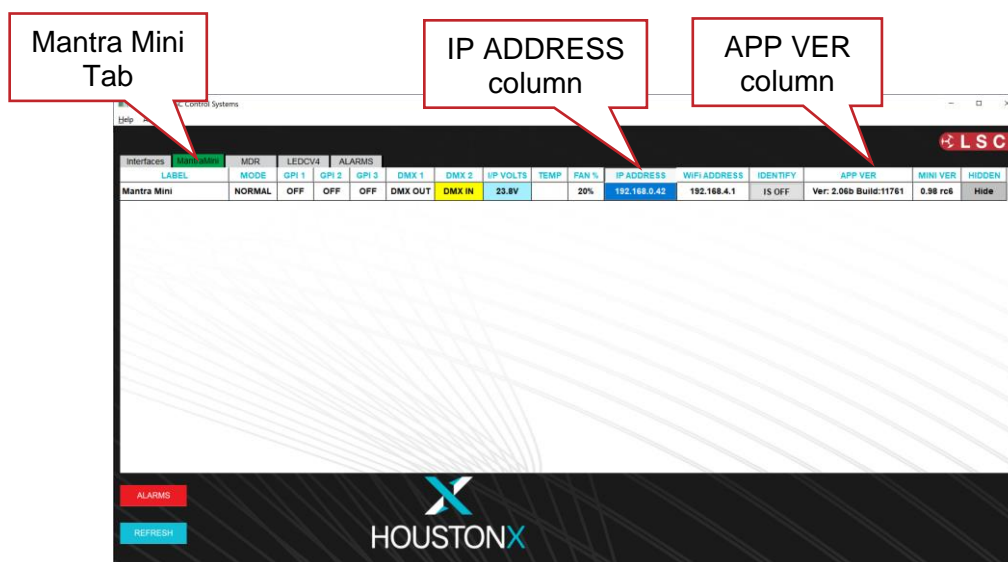 Mantra Mini
Tab
IP ADDRESS
column
APP VER
column
C Control Systems
Help
LSC
Interfaces MantraMini MDR LEDCV4 ALARMS
LABEL MODE GPI 1 GPI 2 GPI 3 DMX 1 DMX 2 I/P VOLTS TEMP FAN % IP ADDRESS WiFi ADDRESS IDENTIFY APP VER MINI VER HIDDEN
Mantra Mini NORMAL OFF OFF OFF DMX OUT DMX IN 23.8V 20% 192.168.0.42 192.168.4.1 IS OFF Ver: 2.06b Build:11761 0.98 rc6 Hide
ALARMS
REFRESH
HOUSTONX